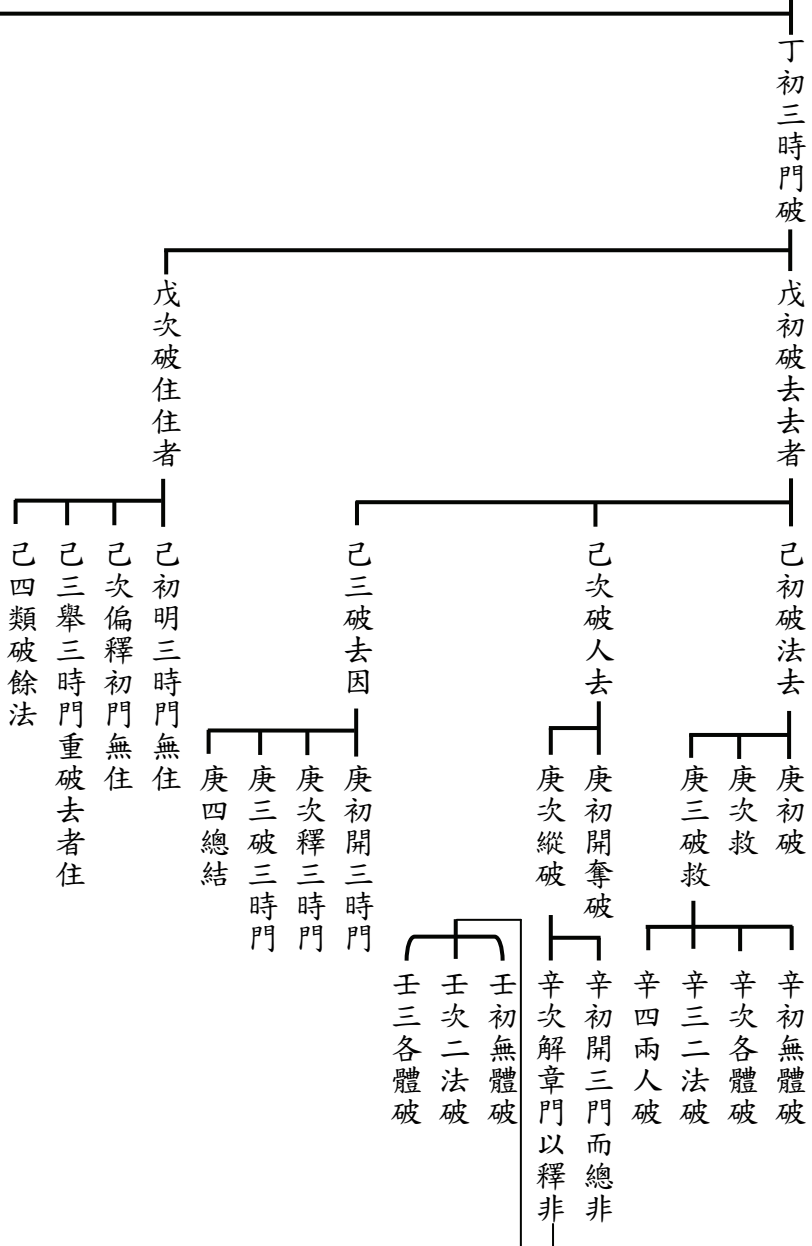 丁初三時門破
戊初破去去者
戊次破住住者
己初破法去
己次破人去
己三破去因
己初明三時門無住
己次偏釋初門無住
己三舉三時門重破去者住
己四類破餘法
庚初破
庚次救
庚三破救
庚初開奪破
庚次縱破
庚初開三時門
庚次釋三時門
庚三破三時門
庚四總結
辛初無體破
辛次各體破
辛三二法破
辛四兩人破
辛初開三門而總非
辛次解章門以釋非
壬初無體破
壬次二法破
壬三各體破